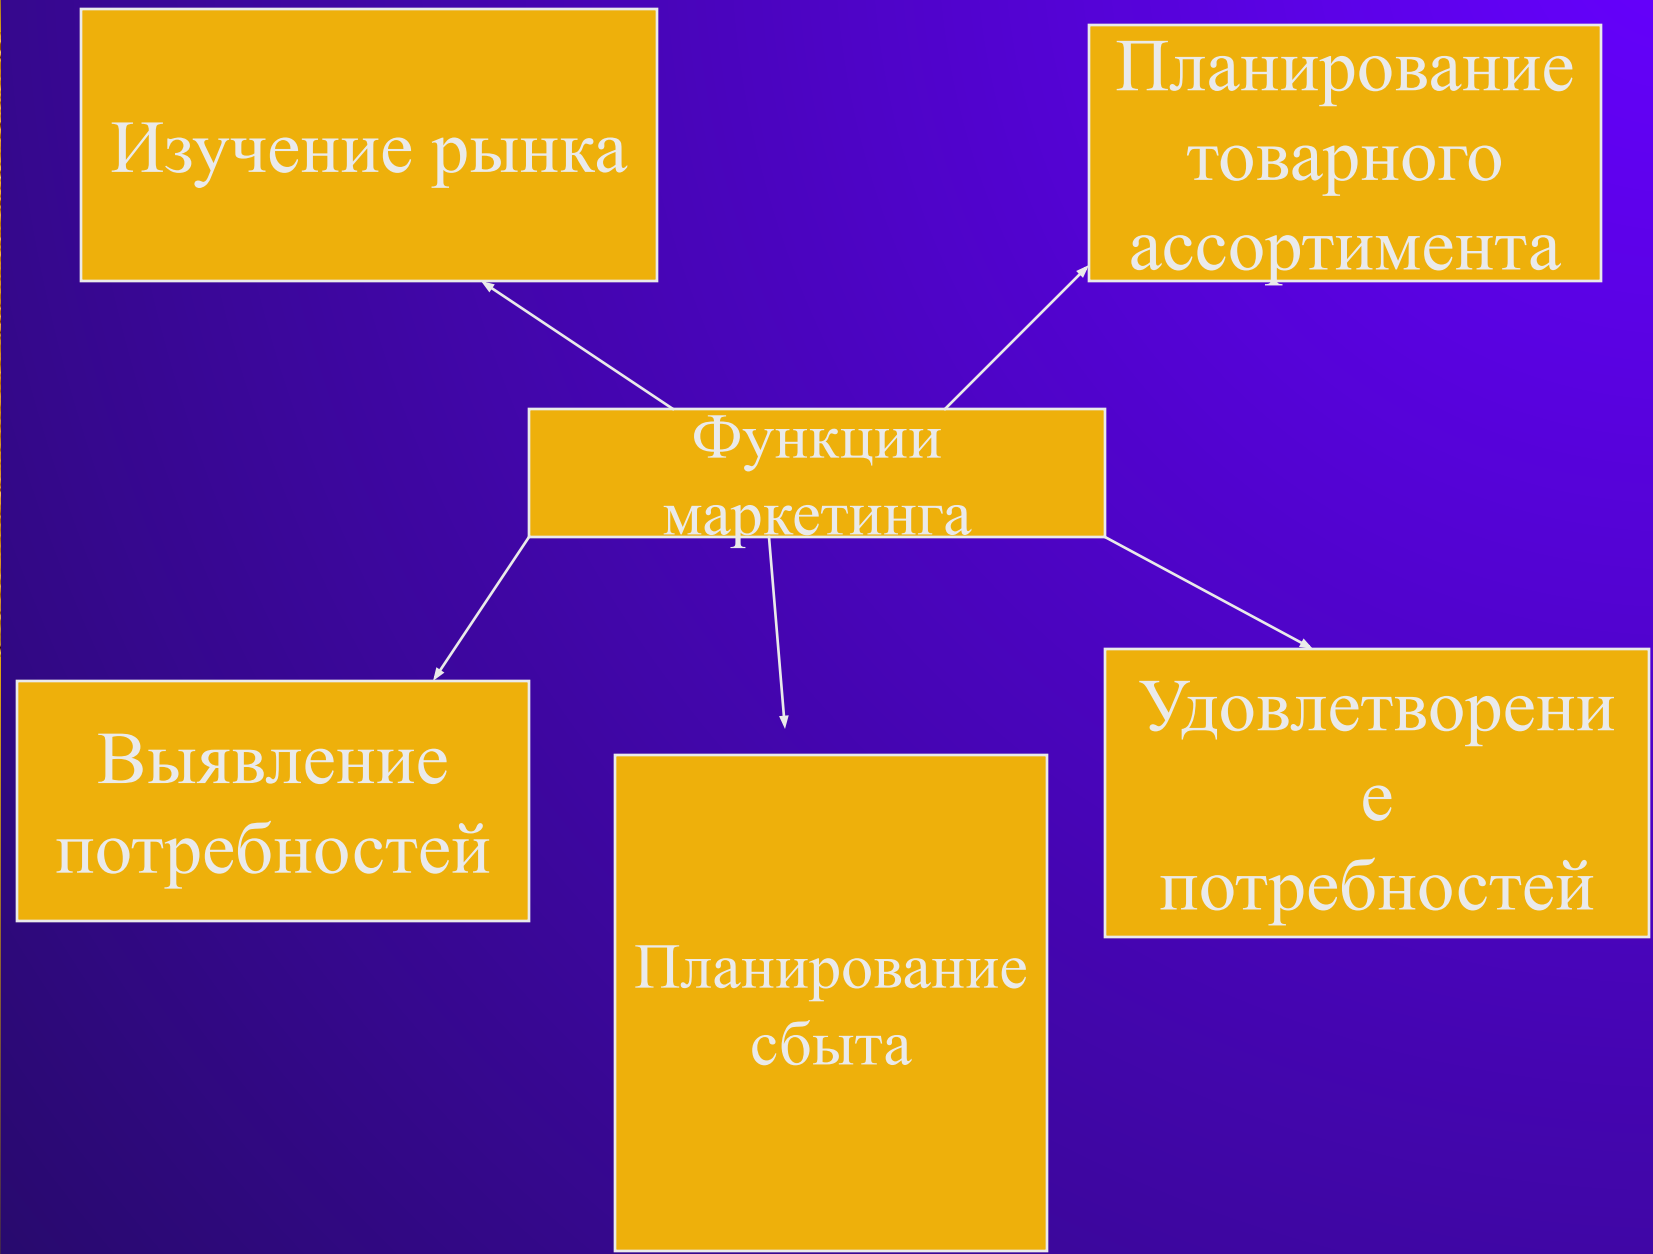 Изучение рынка
Планирование
товарного
ассортимента
Функции
маркетинга
Выявление
потребностей
Планирование
сбыта
Удовлетворени
е
потребностей